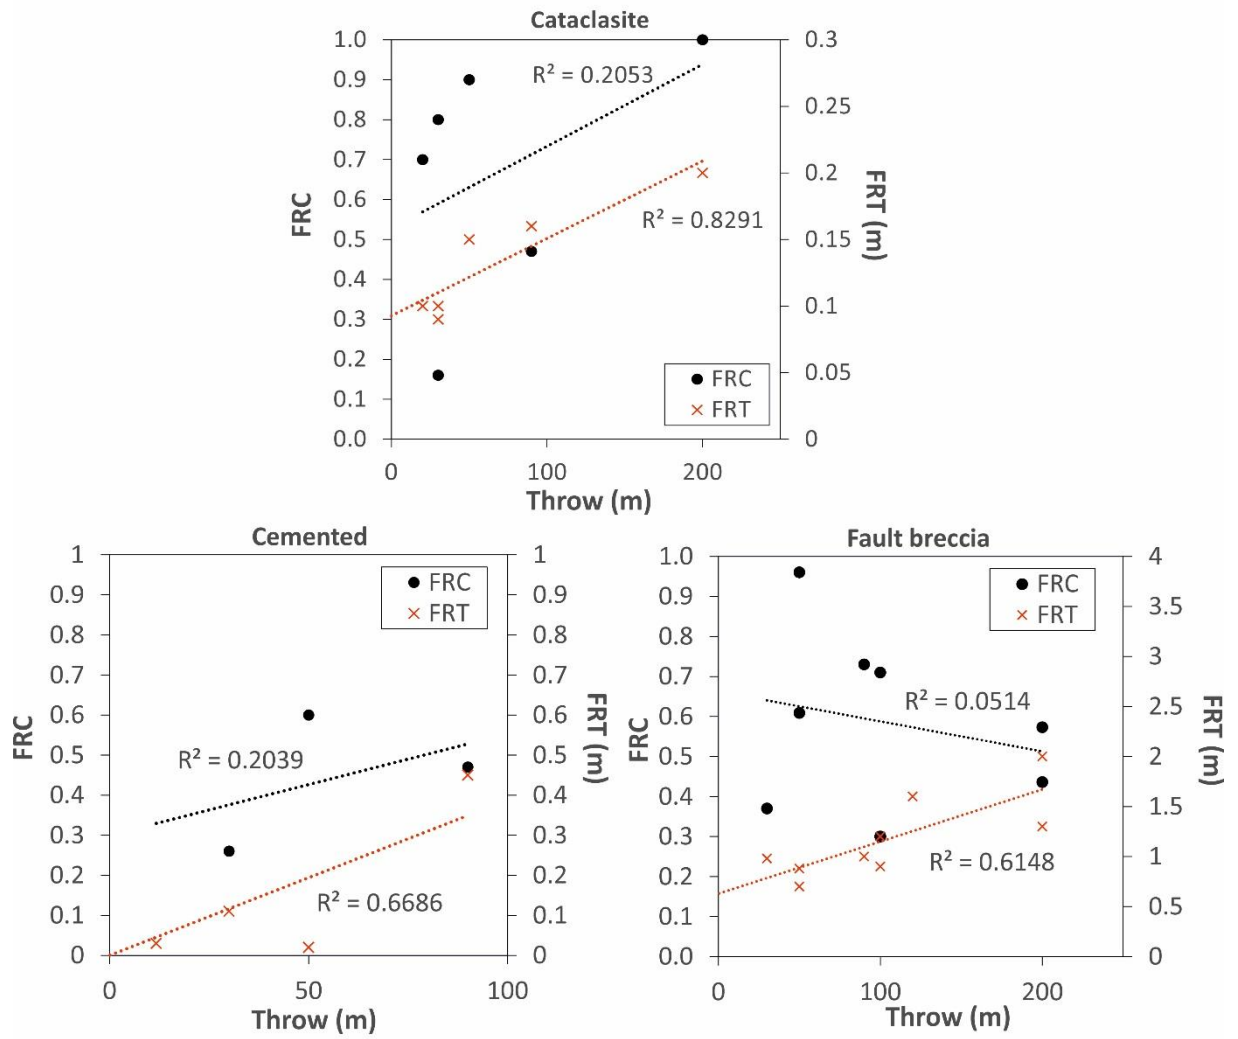 Cataclasite
1.0
0.9
0.8
0.7
0.6
0.5
0.4
0.3
0.2
0.1
0.0
FRC
0.3
0.25
0.2
0.15
0.1
0.05
0
FRT (m)
R² = 0.2053
R² = 0.8291
FRC
FRT
0 100 200
Throw (m)
Cemented
1
0.9
0.8
0.7
0.6
0.5
0.4
0.3
0.2
0.1
0
FRC
1
0.9
0.8
0.7
0.6
0.5
0.4
0.3
0.2
0.1
0
FRT (m)
FRC
FRT
R² = 0.2039
R² = 0.6686
0 50 100
Throw (m)
Fault breccia
1.0
0.9
0.8
0.7
0.6
0.5
0.4
0.3
0.2
0.1
0.0
FRC
4
3.5
3
2.5
2
1.5
1
0.5
0
FRT (m)
FRC
FRT
R² = 0.0514
R² = 0.6148
0 100 200
Throw (m)